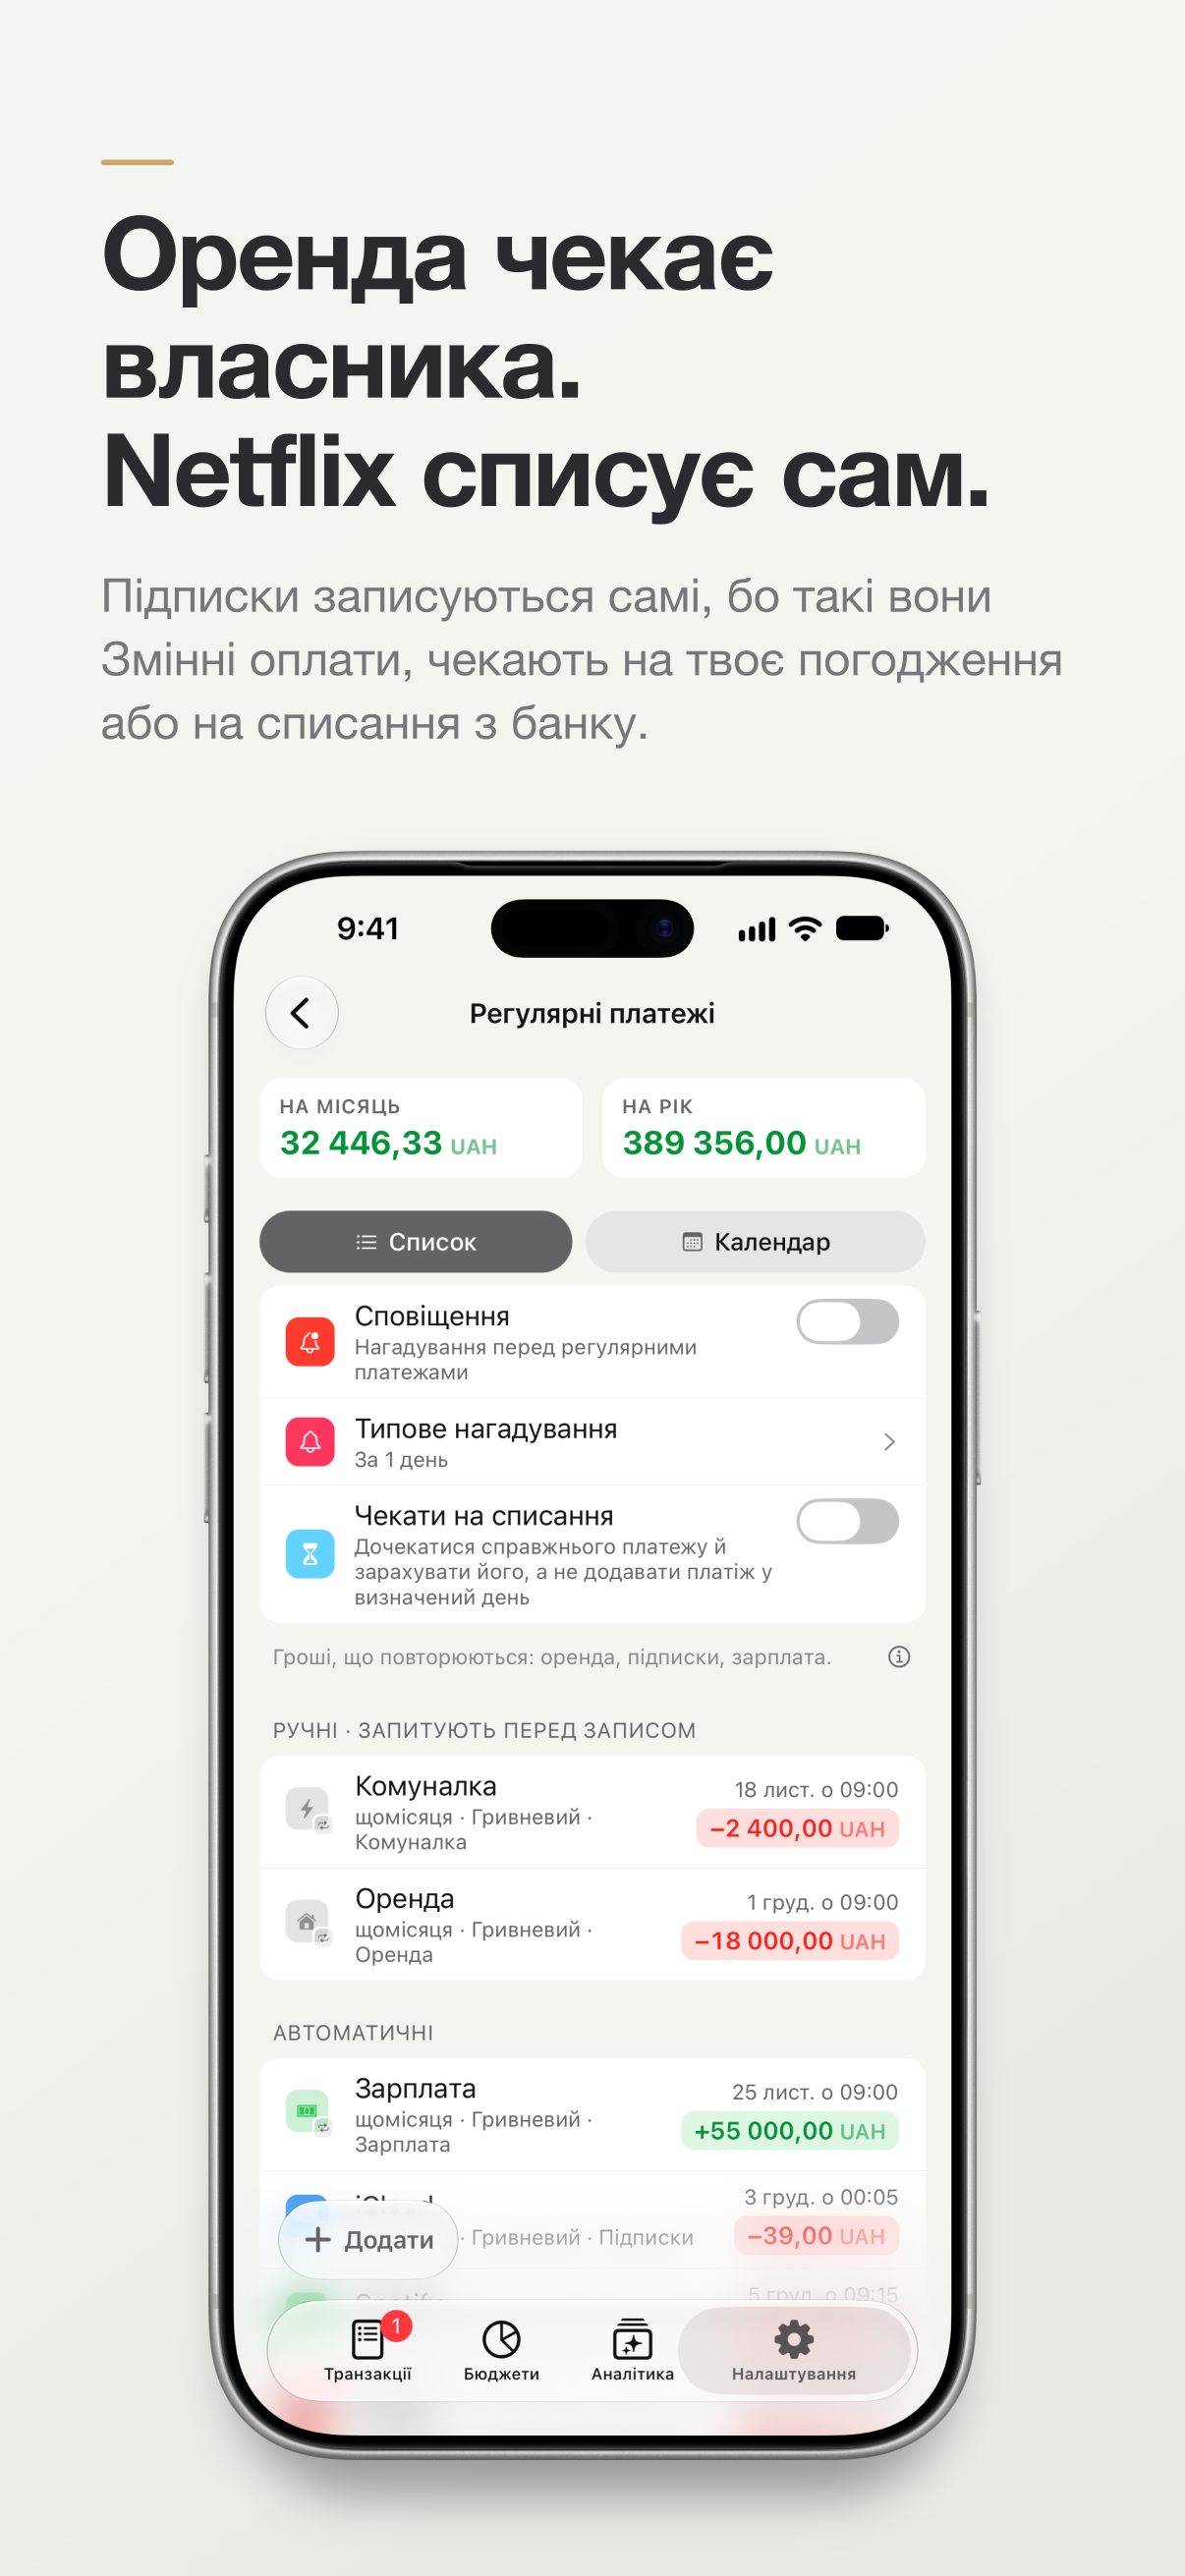 Оренда чекає
власника.
Netflix списує сам.
Підписки записуються самі, бо такі вони
Змінні оплати, чекають на твоє погодження
або на списання з банку.
9:41
Регулярні платежі
НА МІСЯЦЬ
32 446,33 UAH
НА РІК
389 356,00 UAH
Список
Календар
Сповіщення
Нагадування перед регулярними
платежами
Типове нагадування
За 1 день
Чекати на списання
Дочекатися справжнього платежу й
зарахувати його, а не додавати платіж у
визначений день
Гроші, що повторюються: оренда, підписки, зарплата.
РУЧНІ · ЗАПИТУЮТЬ ПЕРЕД ЗАПИСОМ
Комуналка
18 лист. о 09:00
щомісяця · Гривневий ·
Комуналка
−2 400,00 UAH
Оренда
1 груд. о 09:00
щомісяця · Гривневий ·
Оренда
−18 000,00 UAH
АВТОМАТИЧНІ
Зарплата
25 лист. о 09:00
щомісяця · Гривневий ·
Зарплата
+55 000,00 UAH
iCloud
3 груд. о 00:05
· Гривневий · Підписки
−39,00 UAH
Додати
Spotify
5 груд. о 09:15
1
Транзакції
Бюджети
Аналітика
Налаштування